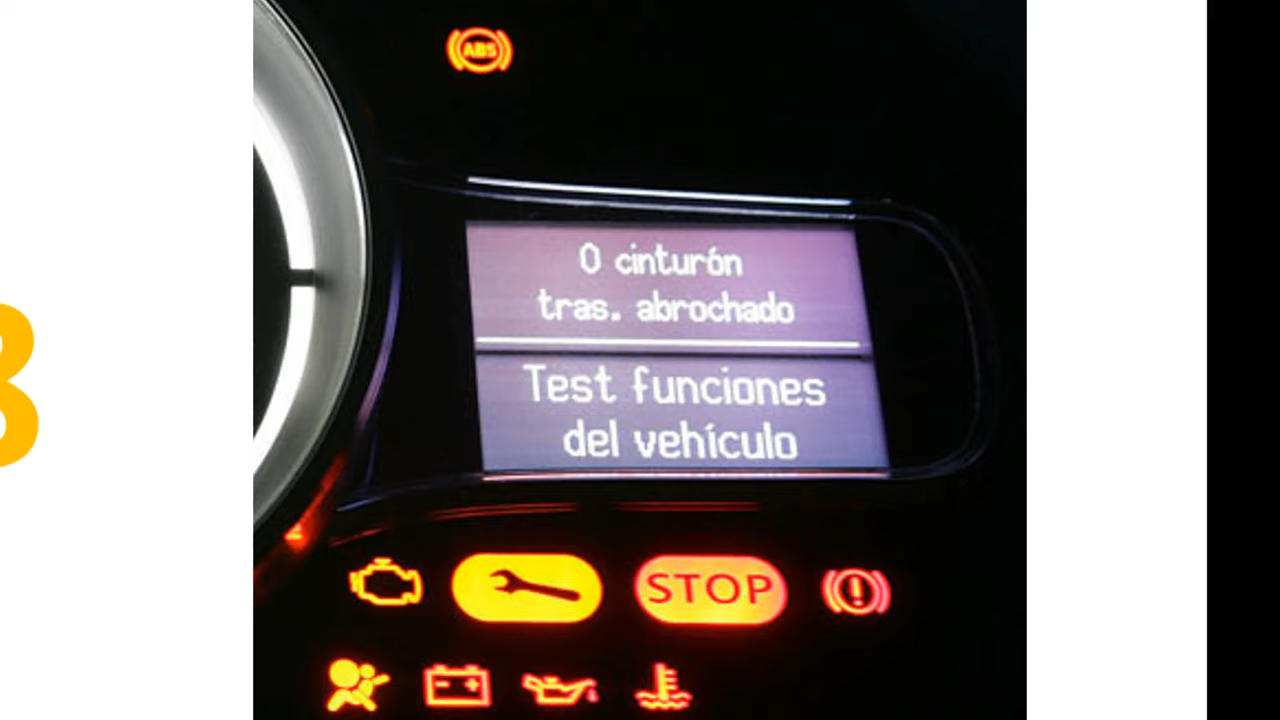 ABS
0 cinturón
tras. abrochado
Test funciones
del vehículo
STOP